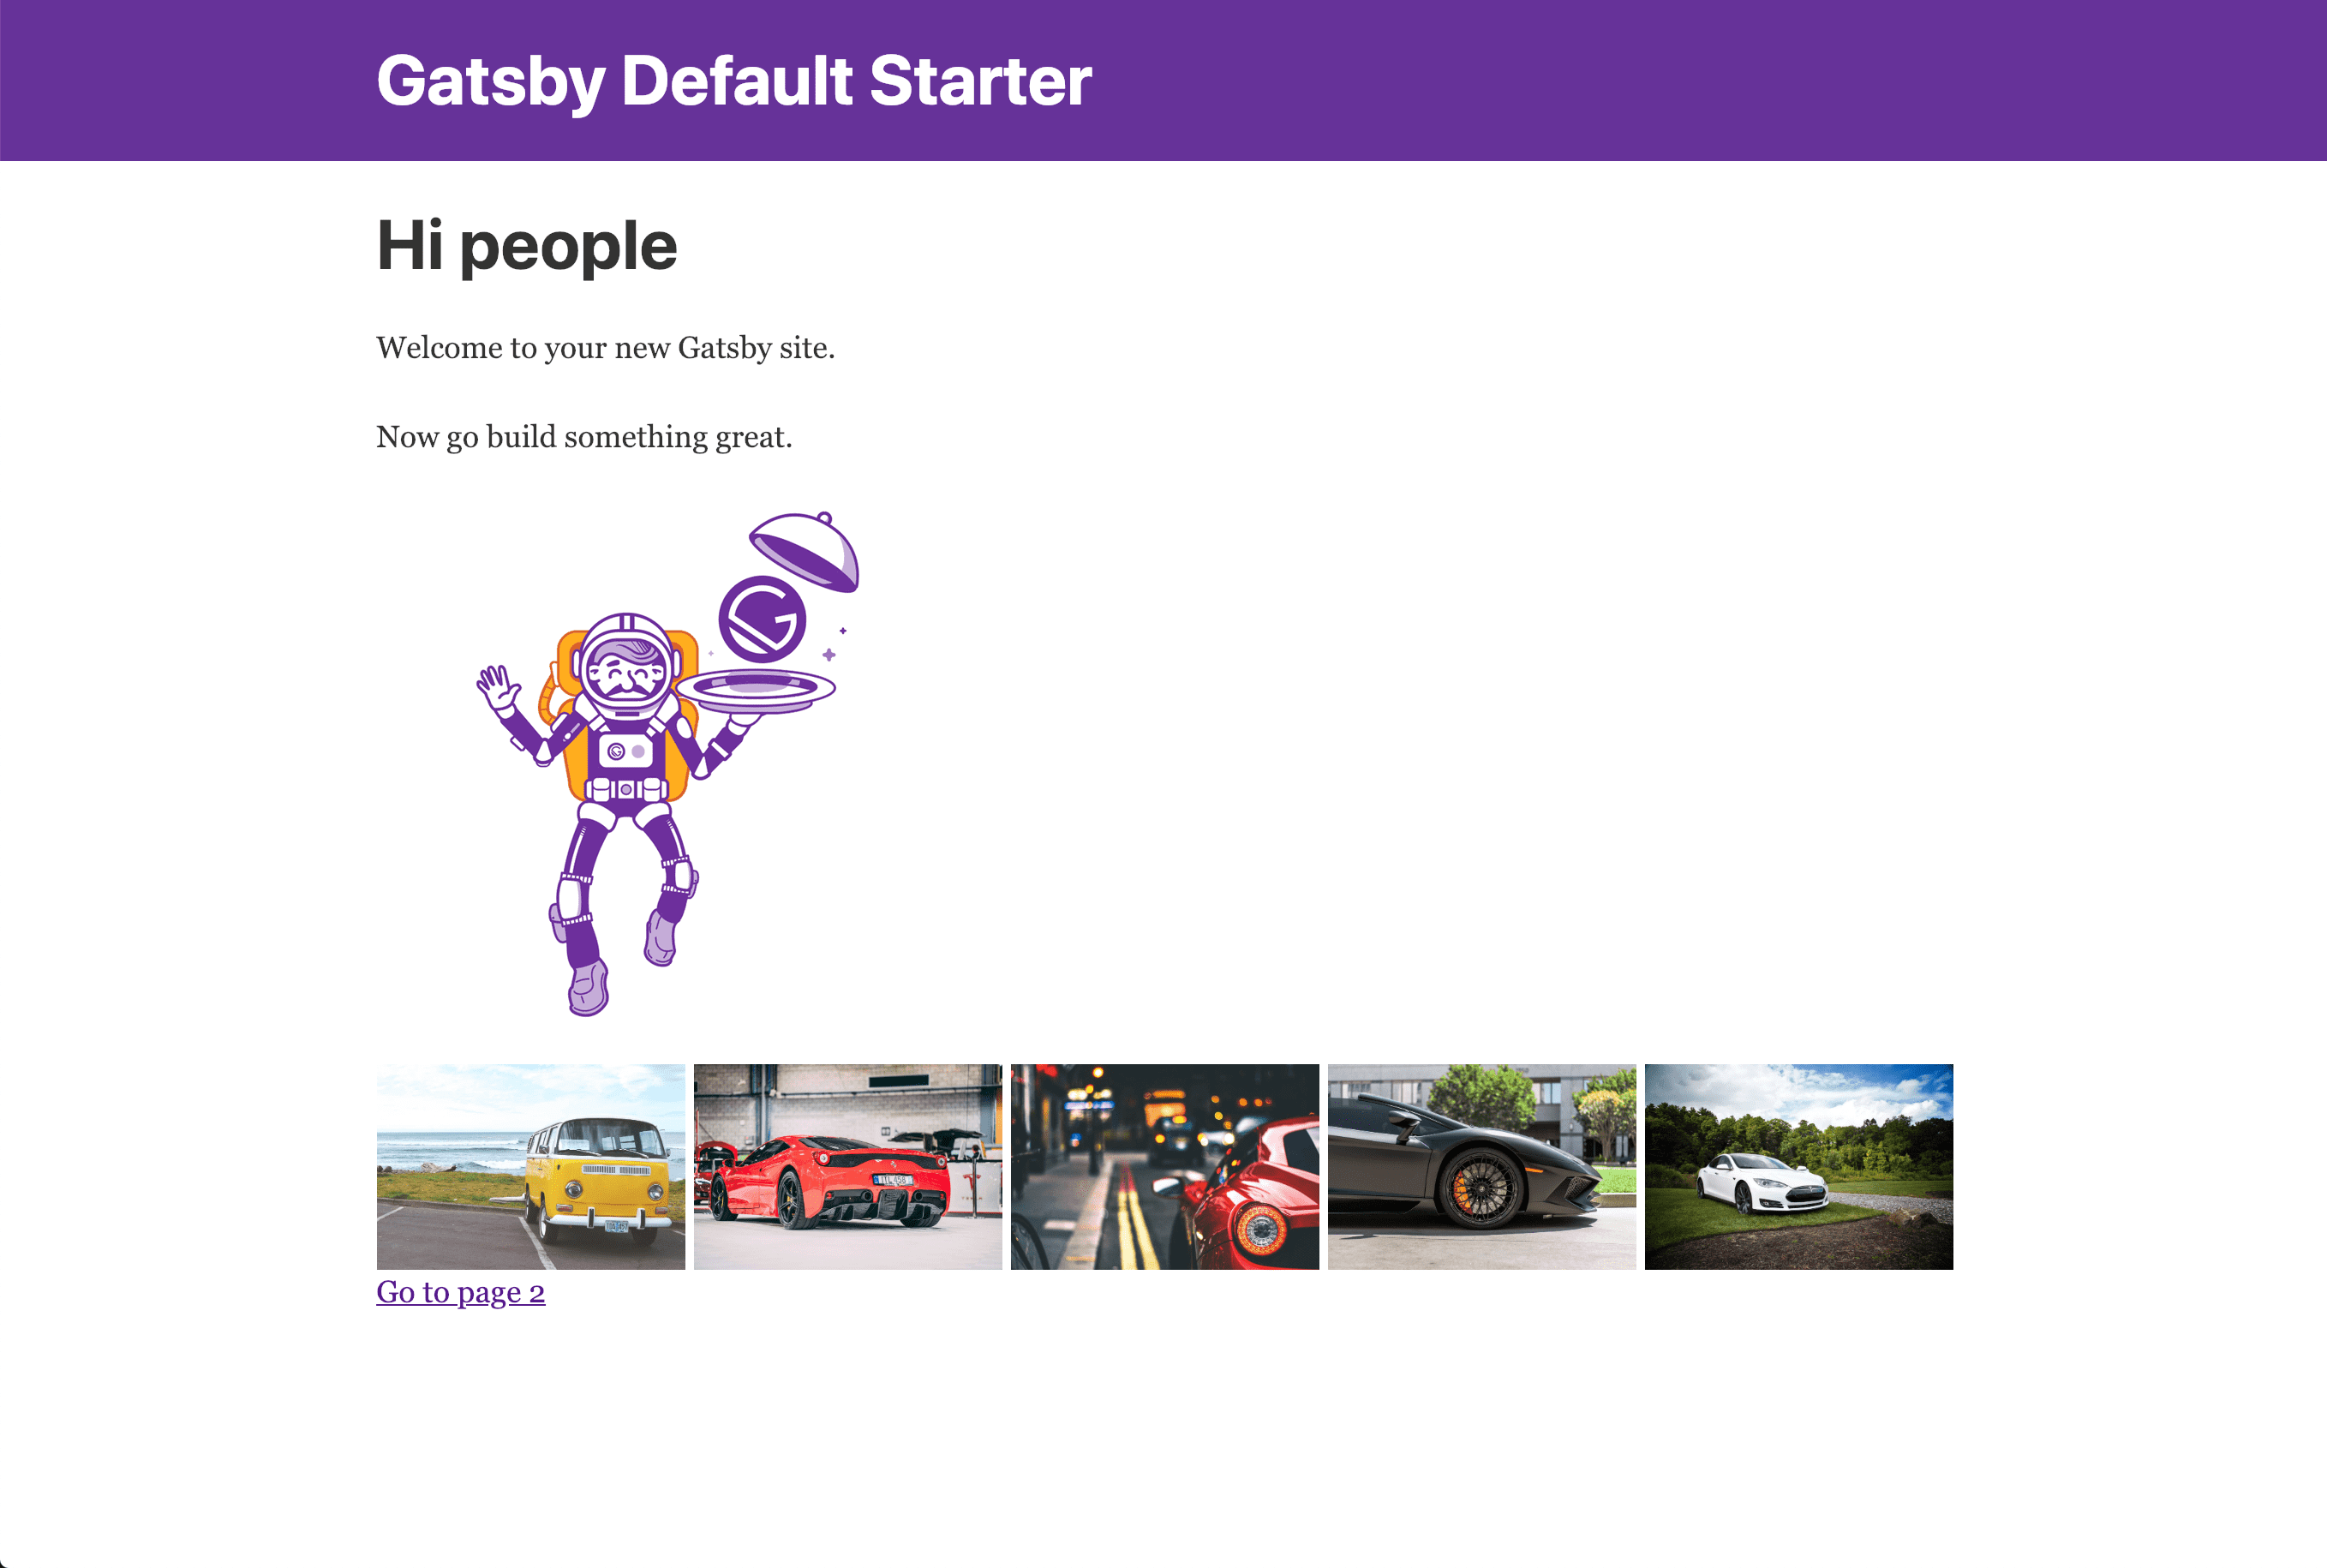 Gatsby Default Starter
Hi people
Welcome to your new Gatsby site.
Now go build something great.
Go to page 2